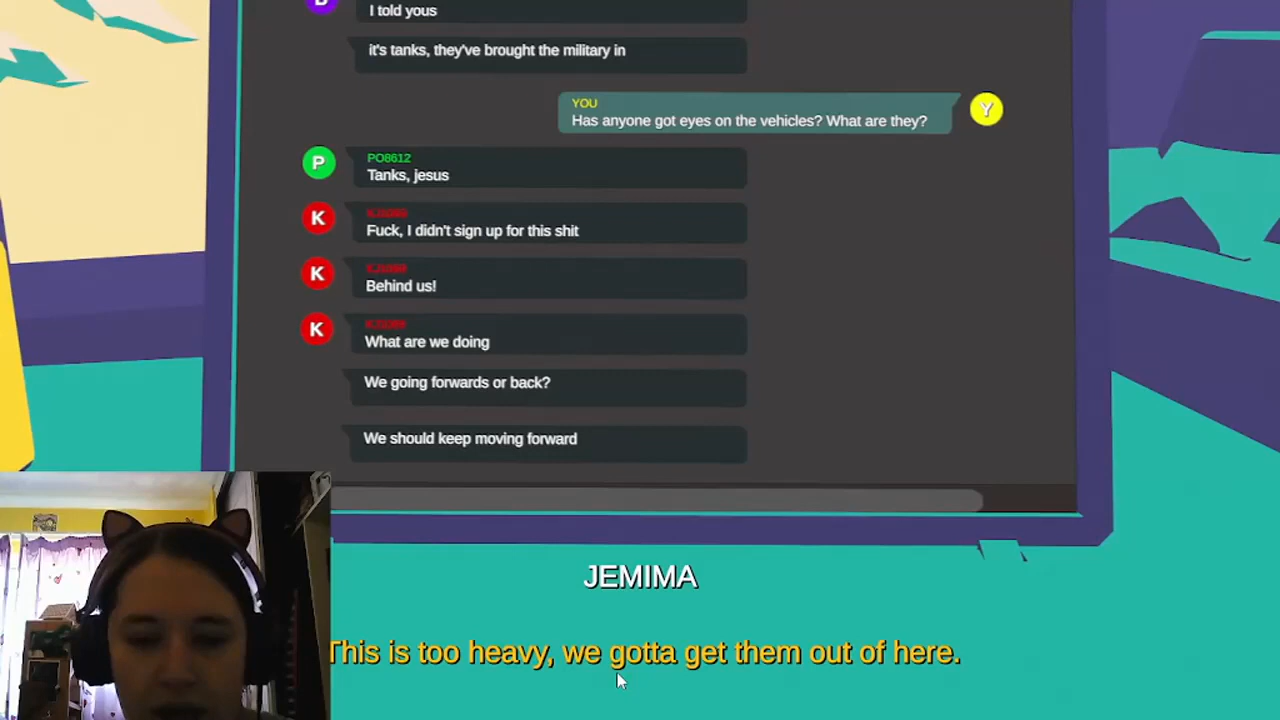 I told yous
it's tanks, they've brought the military in
YOU
Has anyone got eyes on the vehicles? What are they?
Y
P
PO8612
Tanks, jesus
K
Fuck, I didn't sign up for this shit
K
Behind us!
K
What are we doing
We going forwards or back?
We should keep moving forward
JEMIMA
This is too heavy, we gotta get them out of here.